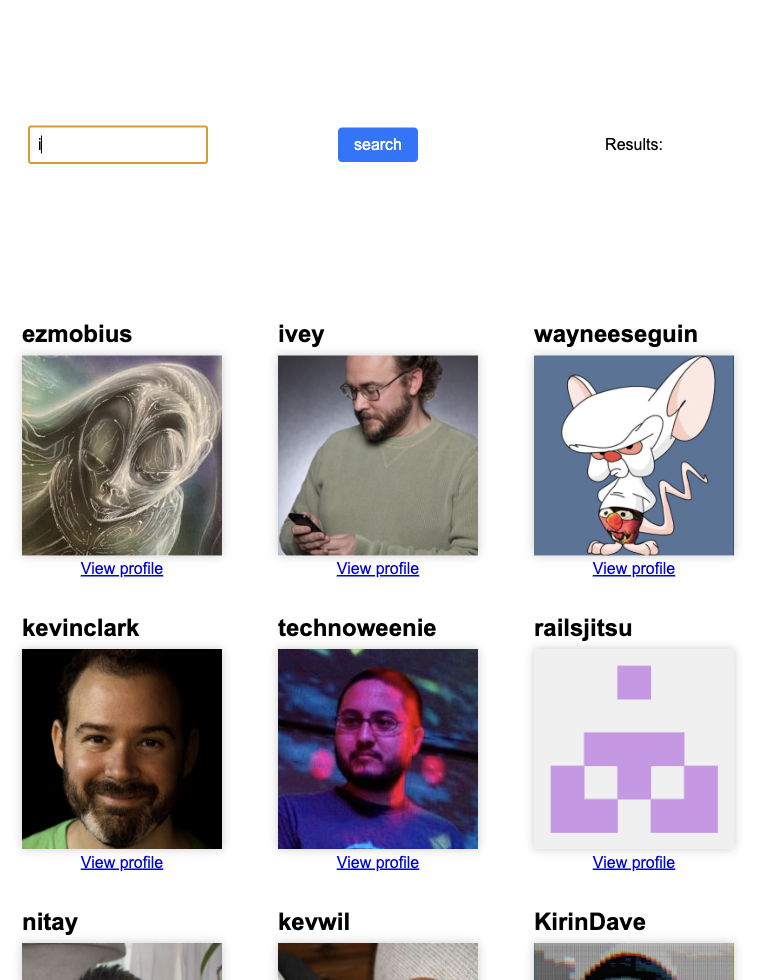 i
search
Results:
ezmobius
ivey
wayneeseguin
View profile
View profile
View profile
kevinclark
technoweenie
railsjitsu
View profile
View profile
View profile
nitay
kevwil
KirinDave